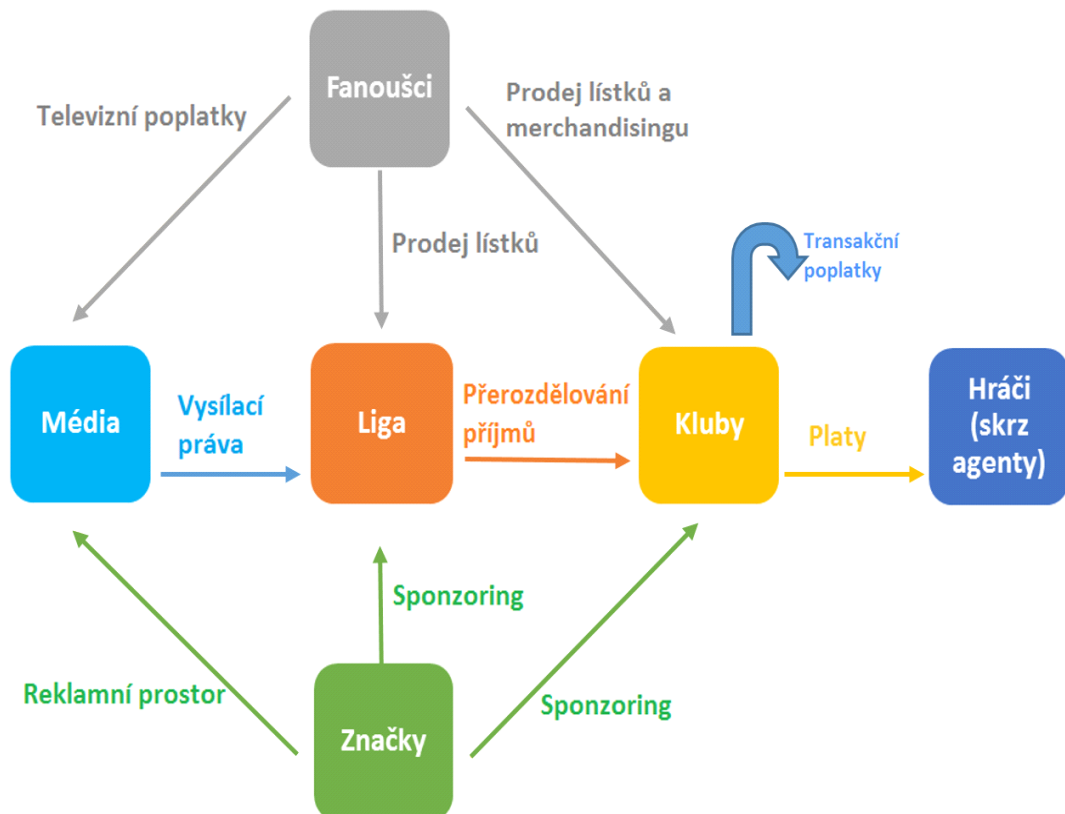 Fanoušci
Televizní poplatky
Prodej lístků a
merchandisingu
Prodej lístků
Transakční
poplatky
Média
Vysílací
práva
Liga
Přerozdělování
příjmů
Kluby
Platy
Hráči
(skrz
agenty)
Sponzoring
Reklamní prostor
Sponzoring
Značky